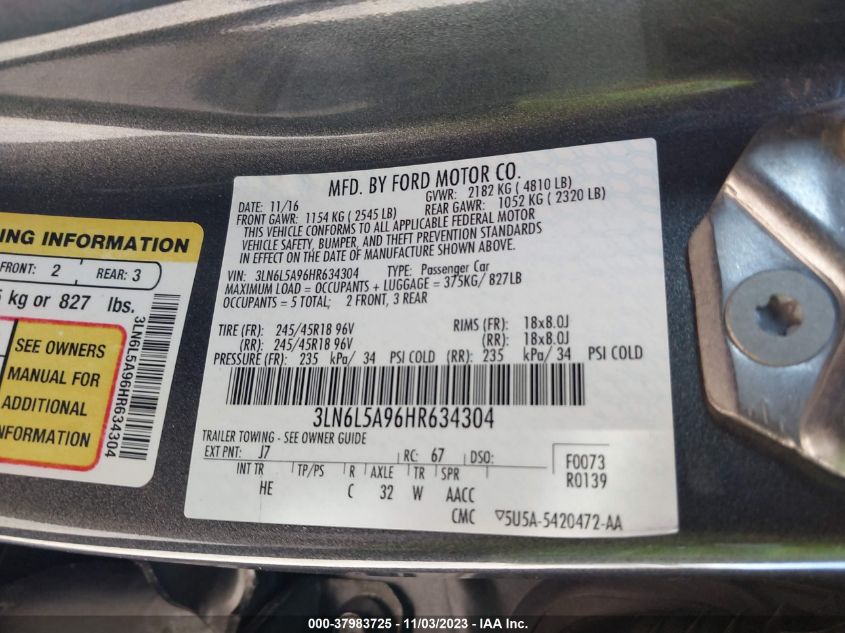 ING INFORMATION
FRONT: 2 REAR: 3
kg or 827 lbs.
SEE OWNERS
MANUAL FOR
ADDITIONAL
INFORMATION
3LN6L5A96HR634304
MFD. BY FORD MOTOR CO.
DATE: 11/16 GVWR: 2182 KG ( 4810 LB)
FRONT GAWR: 1154 KG ( 2545 LB) REAR GAWR: 1052 KG ( 2320 LB)
THIS VEHICLE CONFORMS TO ALL APPLICABLE FEDERAL MOTOR
VEHICLE SAFETY, BUMPER, AND THEFT PREVENTION STANDARDS
IN EFFECT ON THE DATE OF MANUFACTURE SHOWN ABOVE.
VIN: 3LN6L5A96HR634304 TYPE: Passenger Car
MAXIMUM LOAD = OCCUPANTS + LUGGAGE = 375KG/ 827LB
OCCUPANTS = 5 TOTAL; 2 FRONT, 3 REAR
TIRE (FR): 245/45R18 96V RIMS (FR): 18x8.0J
(RR): 245/45R18 96V (RR): 18x8.0J
PRESSURE (FR): 235 kPa/ 34 PSI COLD (RR): 235 kPa/ 34 PSI COLD
3LN6L5A96HR634304
TRAILER TOWING - SEE OWNER GUIDE
EXT PNT: J7 RC: 67 DSO: F0073
INT TR TP/PS R AXLE TR SPR R0139
HE C 32 W AACC
CMC ▽5U5A-5420472-AA
000-37983725 - 11/03/2023 - IAA Inc.